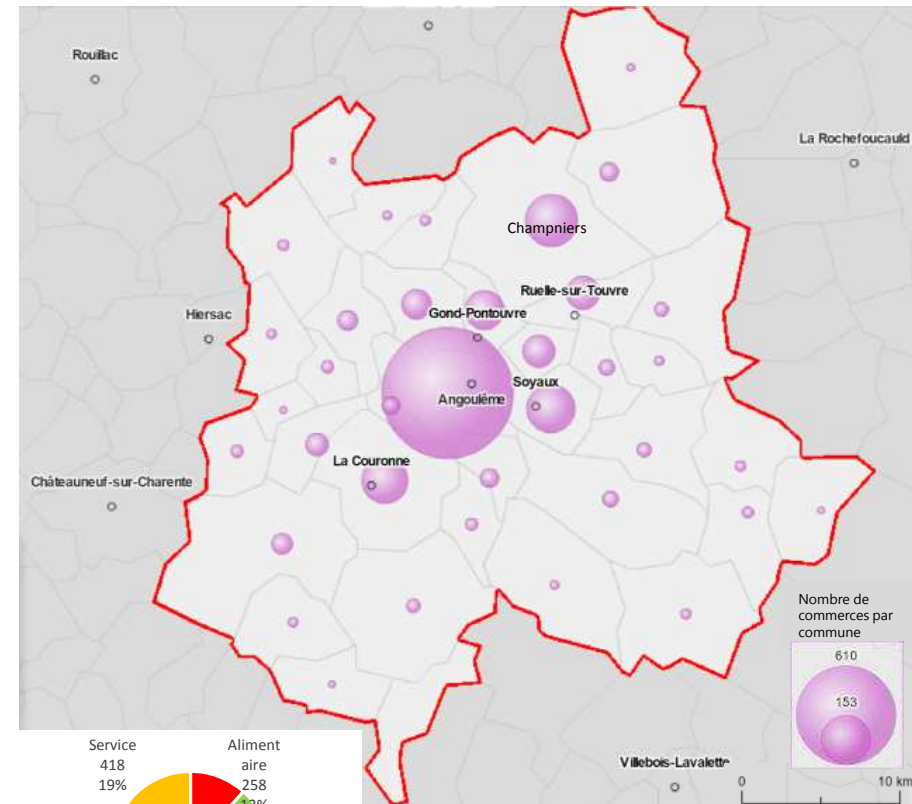 Rouillac
La Rochefoucauld
Champniers
Ruelle-sur-Touvre
Hiersac
Gond-Pontouvre
Soyaux
Angoulême
La Couronne
Châteauneuf-sur-Charente
Nombre de
commerces par
commune
610
153
Service
418
19%
Aliment
aire
258
12%
Villebois-Lavalette
0
10 km